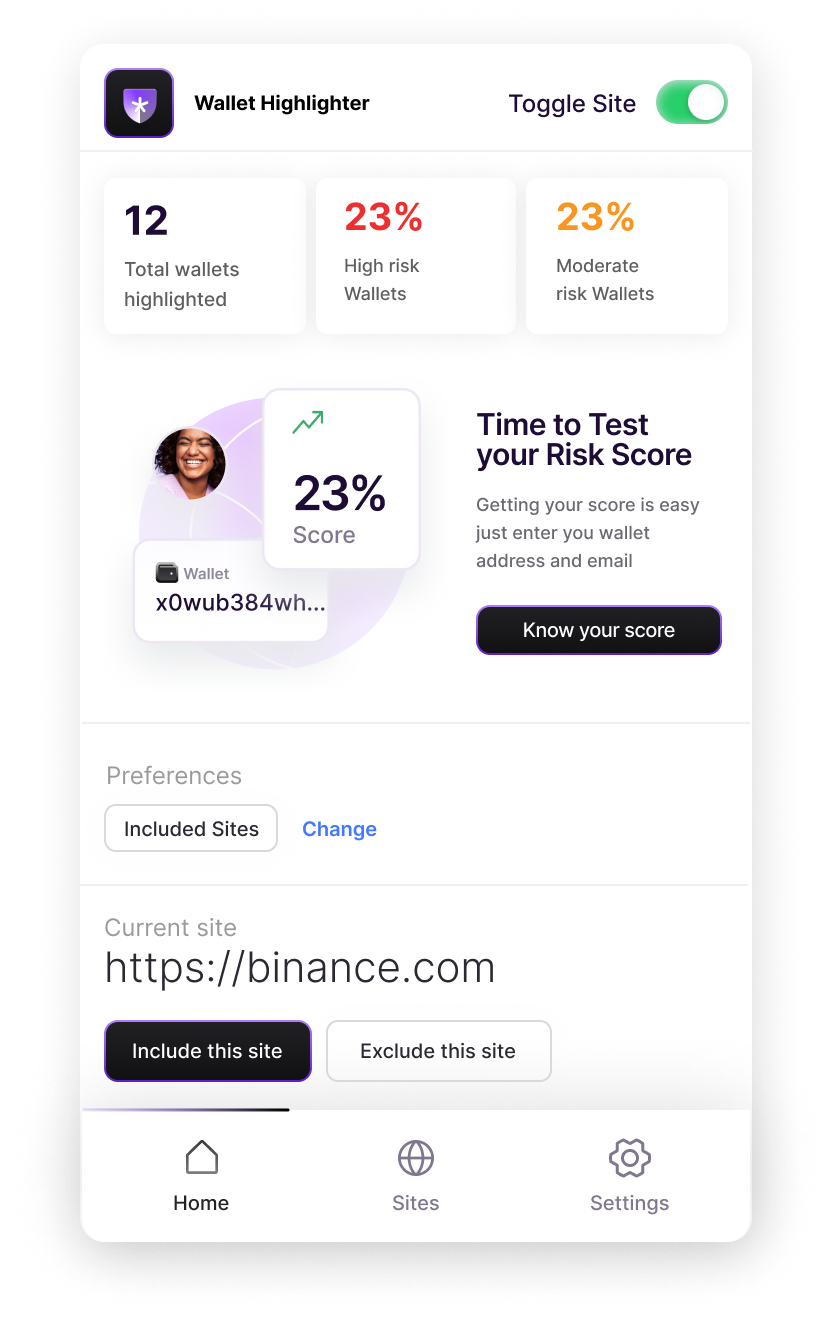 Wallet Highlighter
Toggle Site
12
Total wallets
highlighted
23%
High risk
Wallets
23%
Moderate
risk Wallets
23%
Score
Wallet
x0wub384wh...
Time to Test
your Risk Score
Getting your score is easy
just enter you wallet
address and email
Know your score
Preferences
Included Sites
Change
Current site
https://binance.com
Include this site
Exclude this site
Home
Sites
Settings